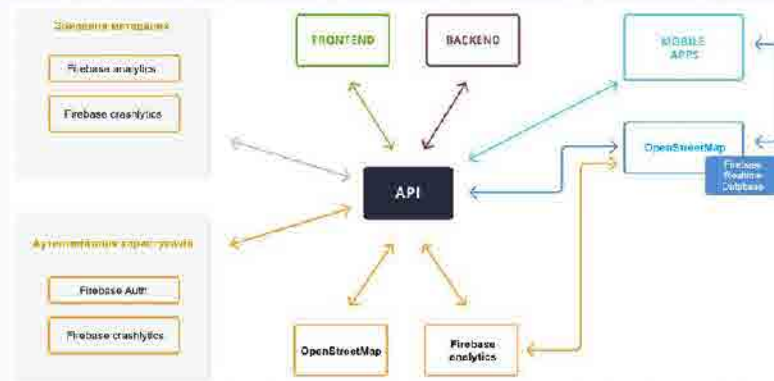 Firebase analytics
Firebase crashlytics
FRONTEND
BACKEND
MOBILE
APPS
OpenStreetMap
Firebase
Realtime
Database
API
Firebase Auth
Firebase crashlytics
OpenStreetMap
Firebase
analytics